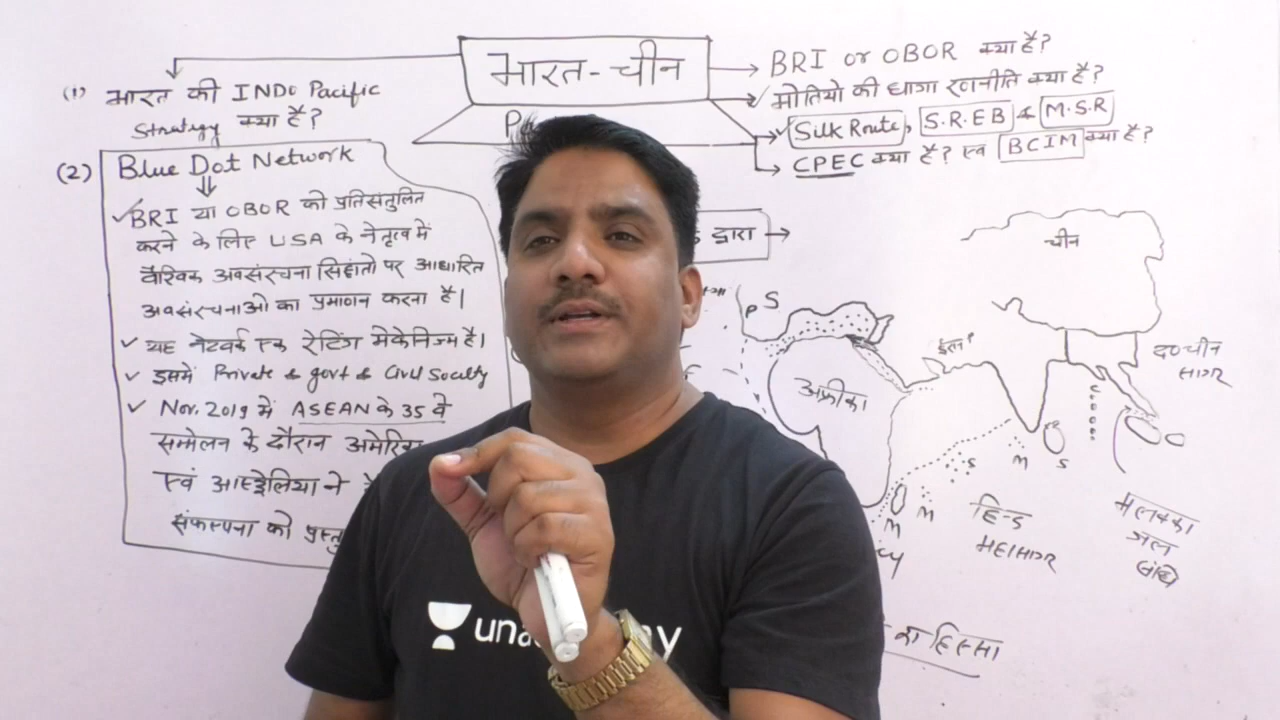 भारत-चीन
(1) भारत की INDO Pacific
Strategy क्या है?
(2) Blue Dot Network
BRI या OBOR को प्रतिसंतुलित
करने के लिए USA के नेतृत्व में
वैश्विक अवसंरचना सिद्दांतो पर आधारित
अवसंरचनाओ का प्रमाणन करना है।
यह नेटवर्क एक रेटिंग मेकेनिज्म है।
इसमें Private & govt & Civil Society
Nov. 2019 में ASEAN के 35 वे
सम्मेलन के दौरान
एवं आस्ट्रेलिया ने
संकल्पना को
BRI or OBOR क्या है?
मोतियो की धागा रणनीति क्या है?
Silk Route, S.R.E.B & M.S.R
CPEC क्या है? एवं BCIM क्या है?
द्वारा
चीन
P S
अफ्रीका
द० चीन
सागर
S M S
M M
हिन्द
महासागर
मलक्का
जल
संधि
का हिस्सा